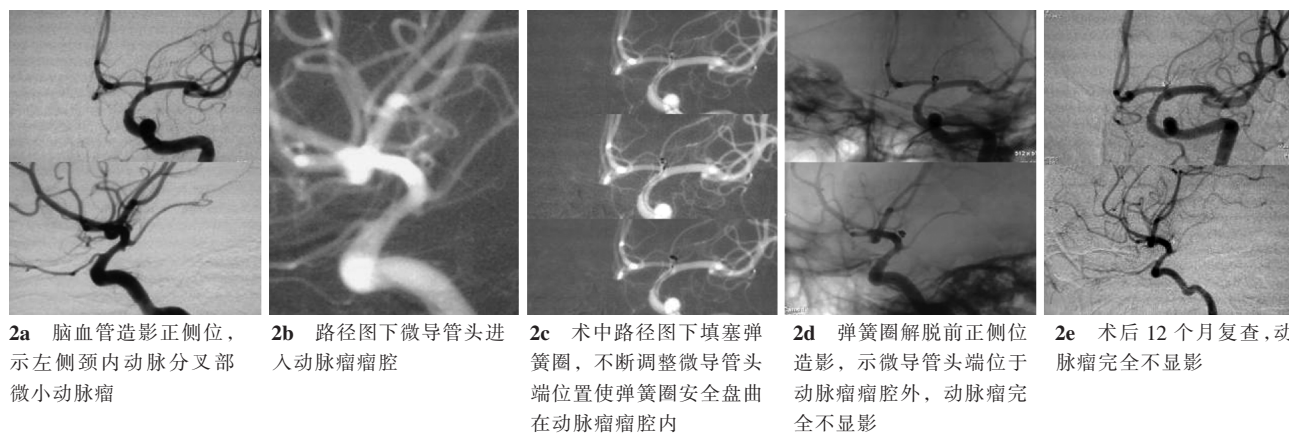 2a 脑血管造影正侧位，
示左侧颈内动脉分叉部
微小动脉瘤
2b 路径图下微导管头进
入动脉瘤瘤腔
2c 术中路径图下填塞弹
簧圈，不断调整微导管头
端位置使弹簧圈安全盘曲
在动脉瘤瘤腔内
2d 弹簧圈解脱前正侧位
造影，示微导管头端位于
动脉瘤瘤腔外，动脉瘤完
全不显影
2e 术后 12 个月复查，动
脉瘤完全不显影